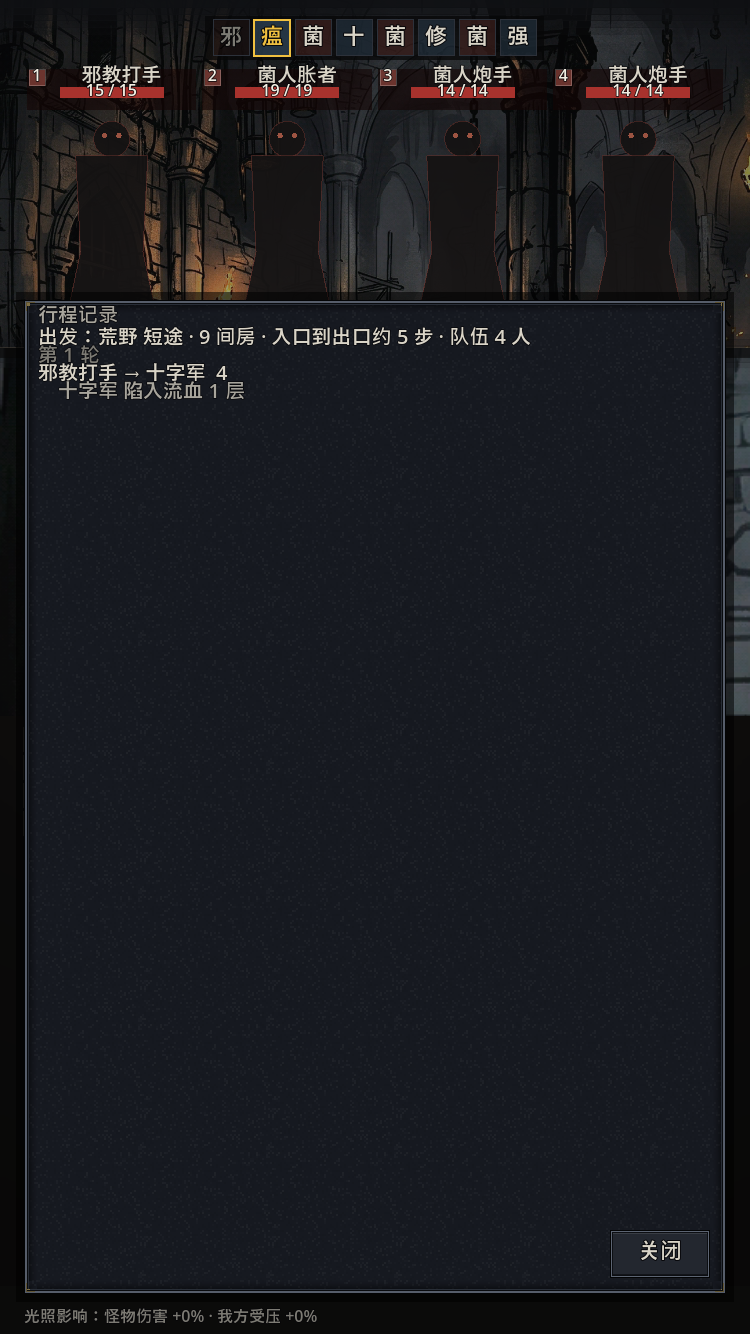 邪 瘟 菌 十 菌 修 菌 强
1 邪教打手 2 菌人胀者 3 菌人炮手 4 菌人炮手
15 / 15 19 / 19 14 / 14 14 / 14
行程记录
出发：荒野 短途 · 9 间房 · 入口到出口约 5 步 · 队伍 4 人
第 1 轮
邪教打手 → 十字军 4
十字军 陷入流血 1 层
关闭
光照影响：怪物伤害 +0% · 我方受压 +0%